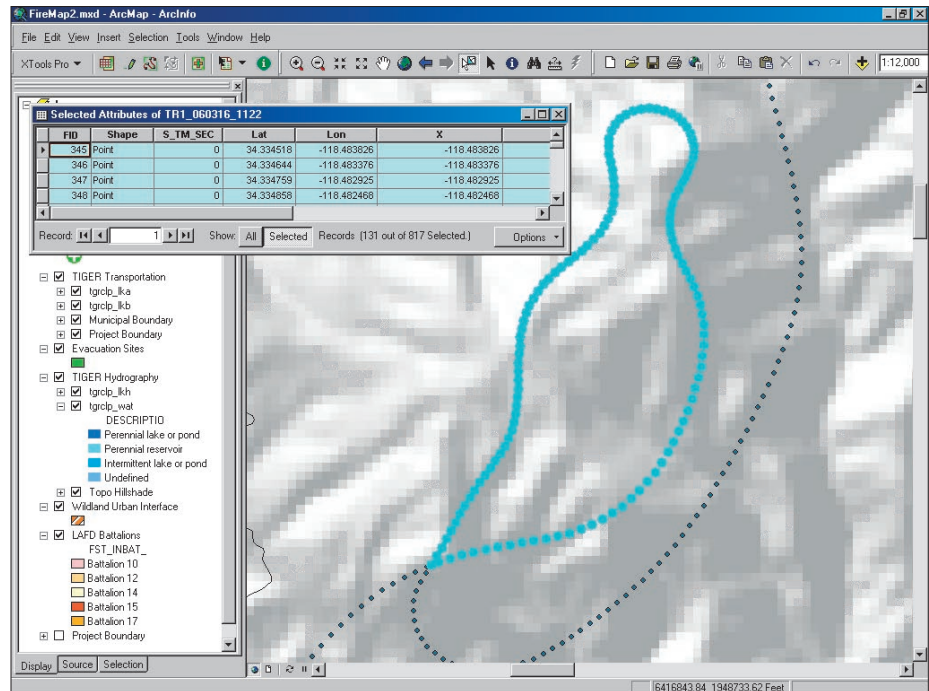 FireMap2.mxd - ArcMap - ArcInfo
File Edit View Insert Selection Tools Window Help
XTools Pro
1:12,000
Selected Attributes of TR1_060316_1122
FID Shape S_TM_SEC Lat Lon X
345 Point 0 34.334518 -118.483826 -118.483826
346 Point 0 34.334644 -118.483376 -118.483376
347 Point 0 34.334759 -118.482925 -118.482925
348 Point 0 34.334858 -118.482468 -118.482468
Record: 1 Show: All Selected Records (131 out of 817 Selected.) Options
TIGER Transportation
tgrclp_lka
tgrclp_lkb
Municipal Boundary
Project Boundary
Evacuation Sites
TIGER Hydrography
tgrclp_lkh
tgrclp_wat
DESCRIPTIO
Perennial lake or pond
Perennial reservoir
Intermittent lake or pond
Undefined
Topo Hillshade
Wildland Urban Interface
LAFD Battalions
FST_INBAT_
Battalion 10
Battalion 12
Battalion 14
Battalion 15
Battalion 17
Project Boundary
Display Source Selection
6416843.84 1948733.62 Feet